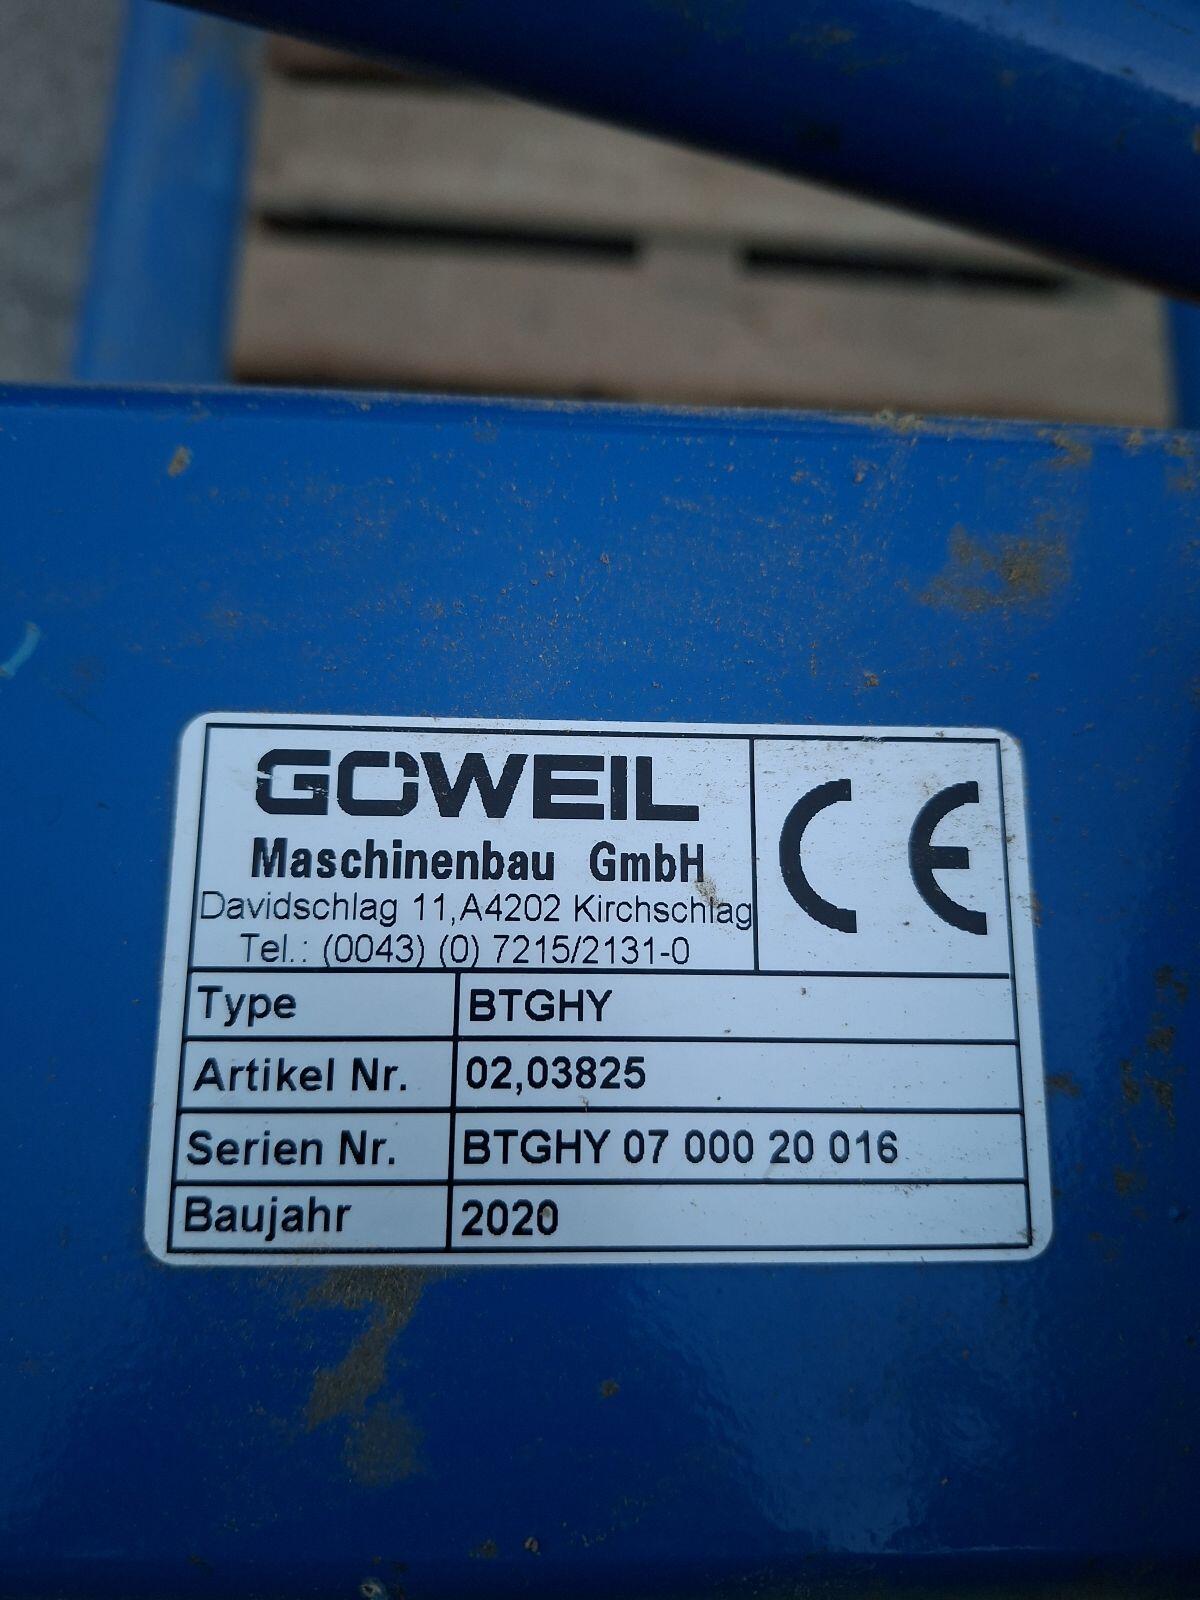 GÖWEIL
Maschinenbau GmbH
Davidschlag 11,A4202 Kirchschlag
Tel.: (0043) (0) 7215/2131-0
CE
Type BTGHY
Artikel Nr. 02,03825
Serien Nr. BTGHY 07 000 20 016
Baujahr 2020